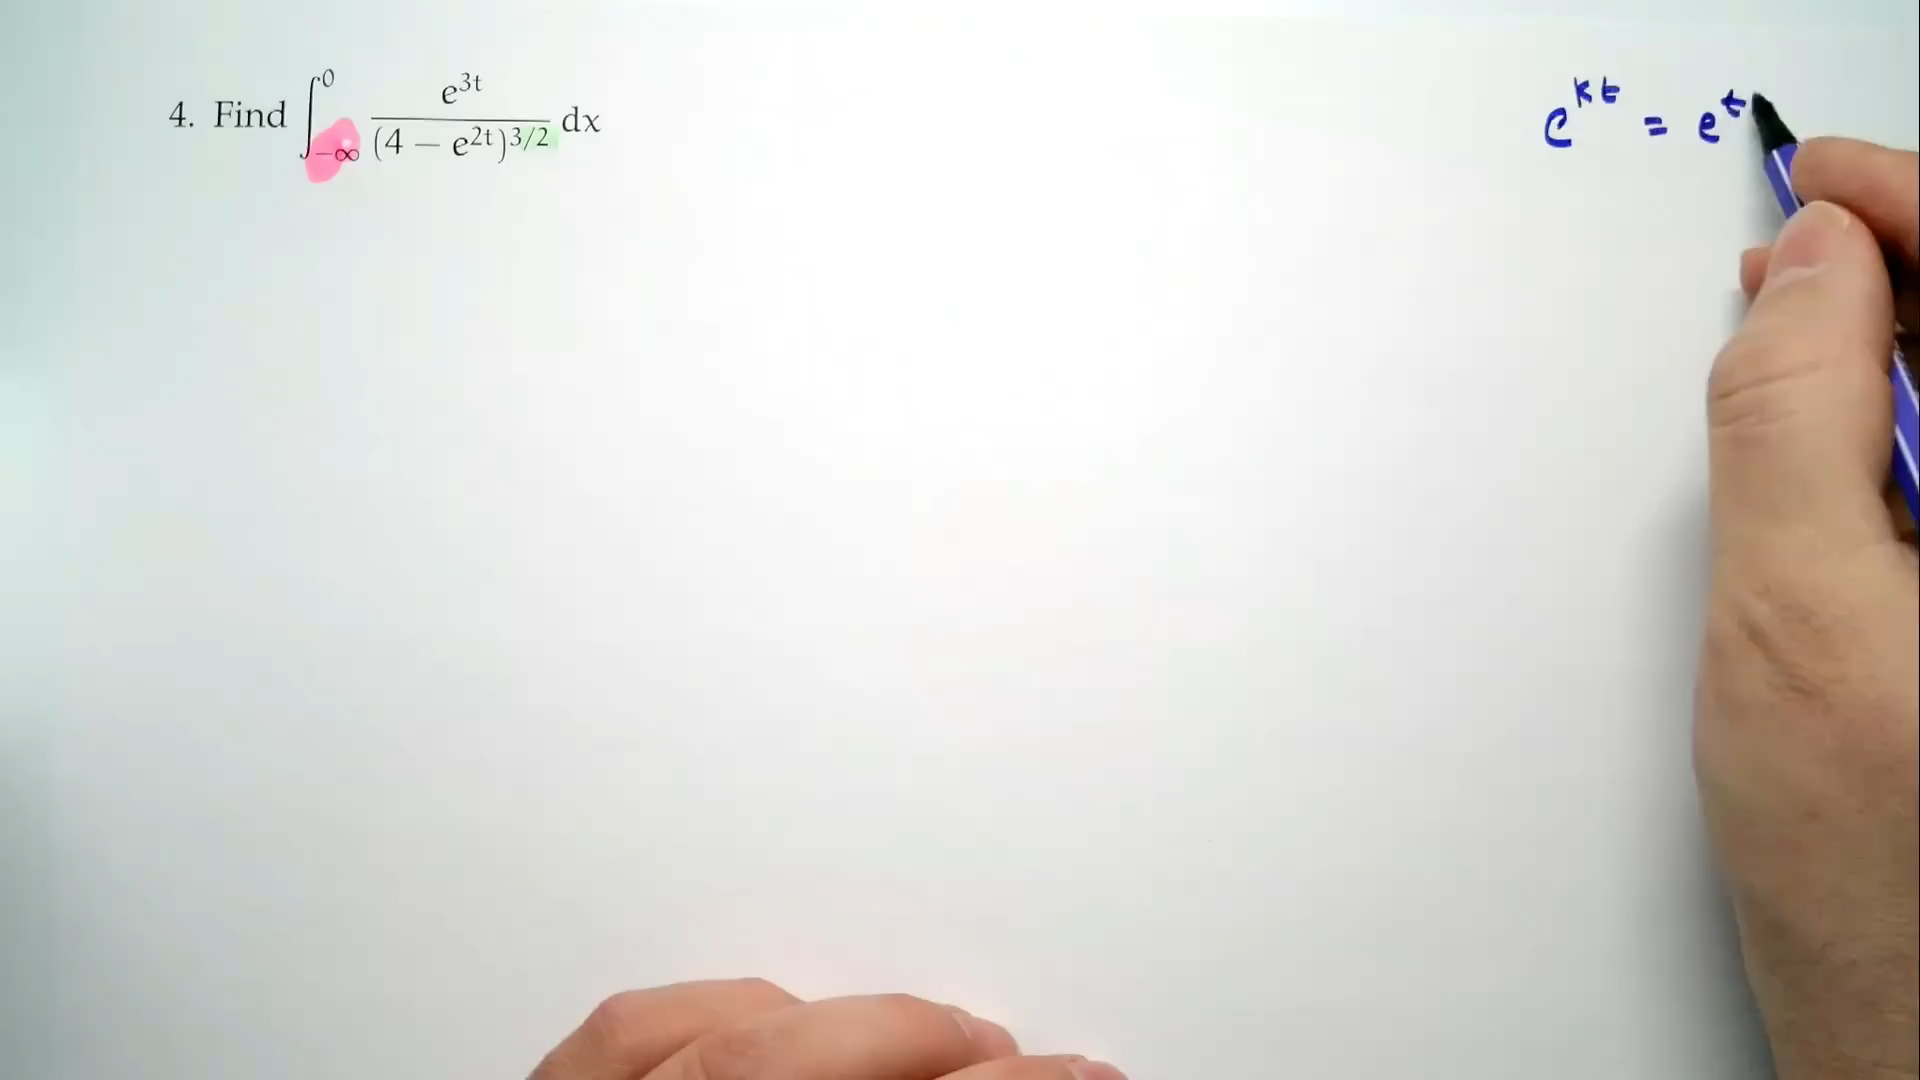 4. Find ∫_{-∞}^{0} e^{3t}/(4 − e^{2t})^{3/2} dx
e^{kt} = e^{t